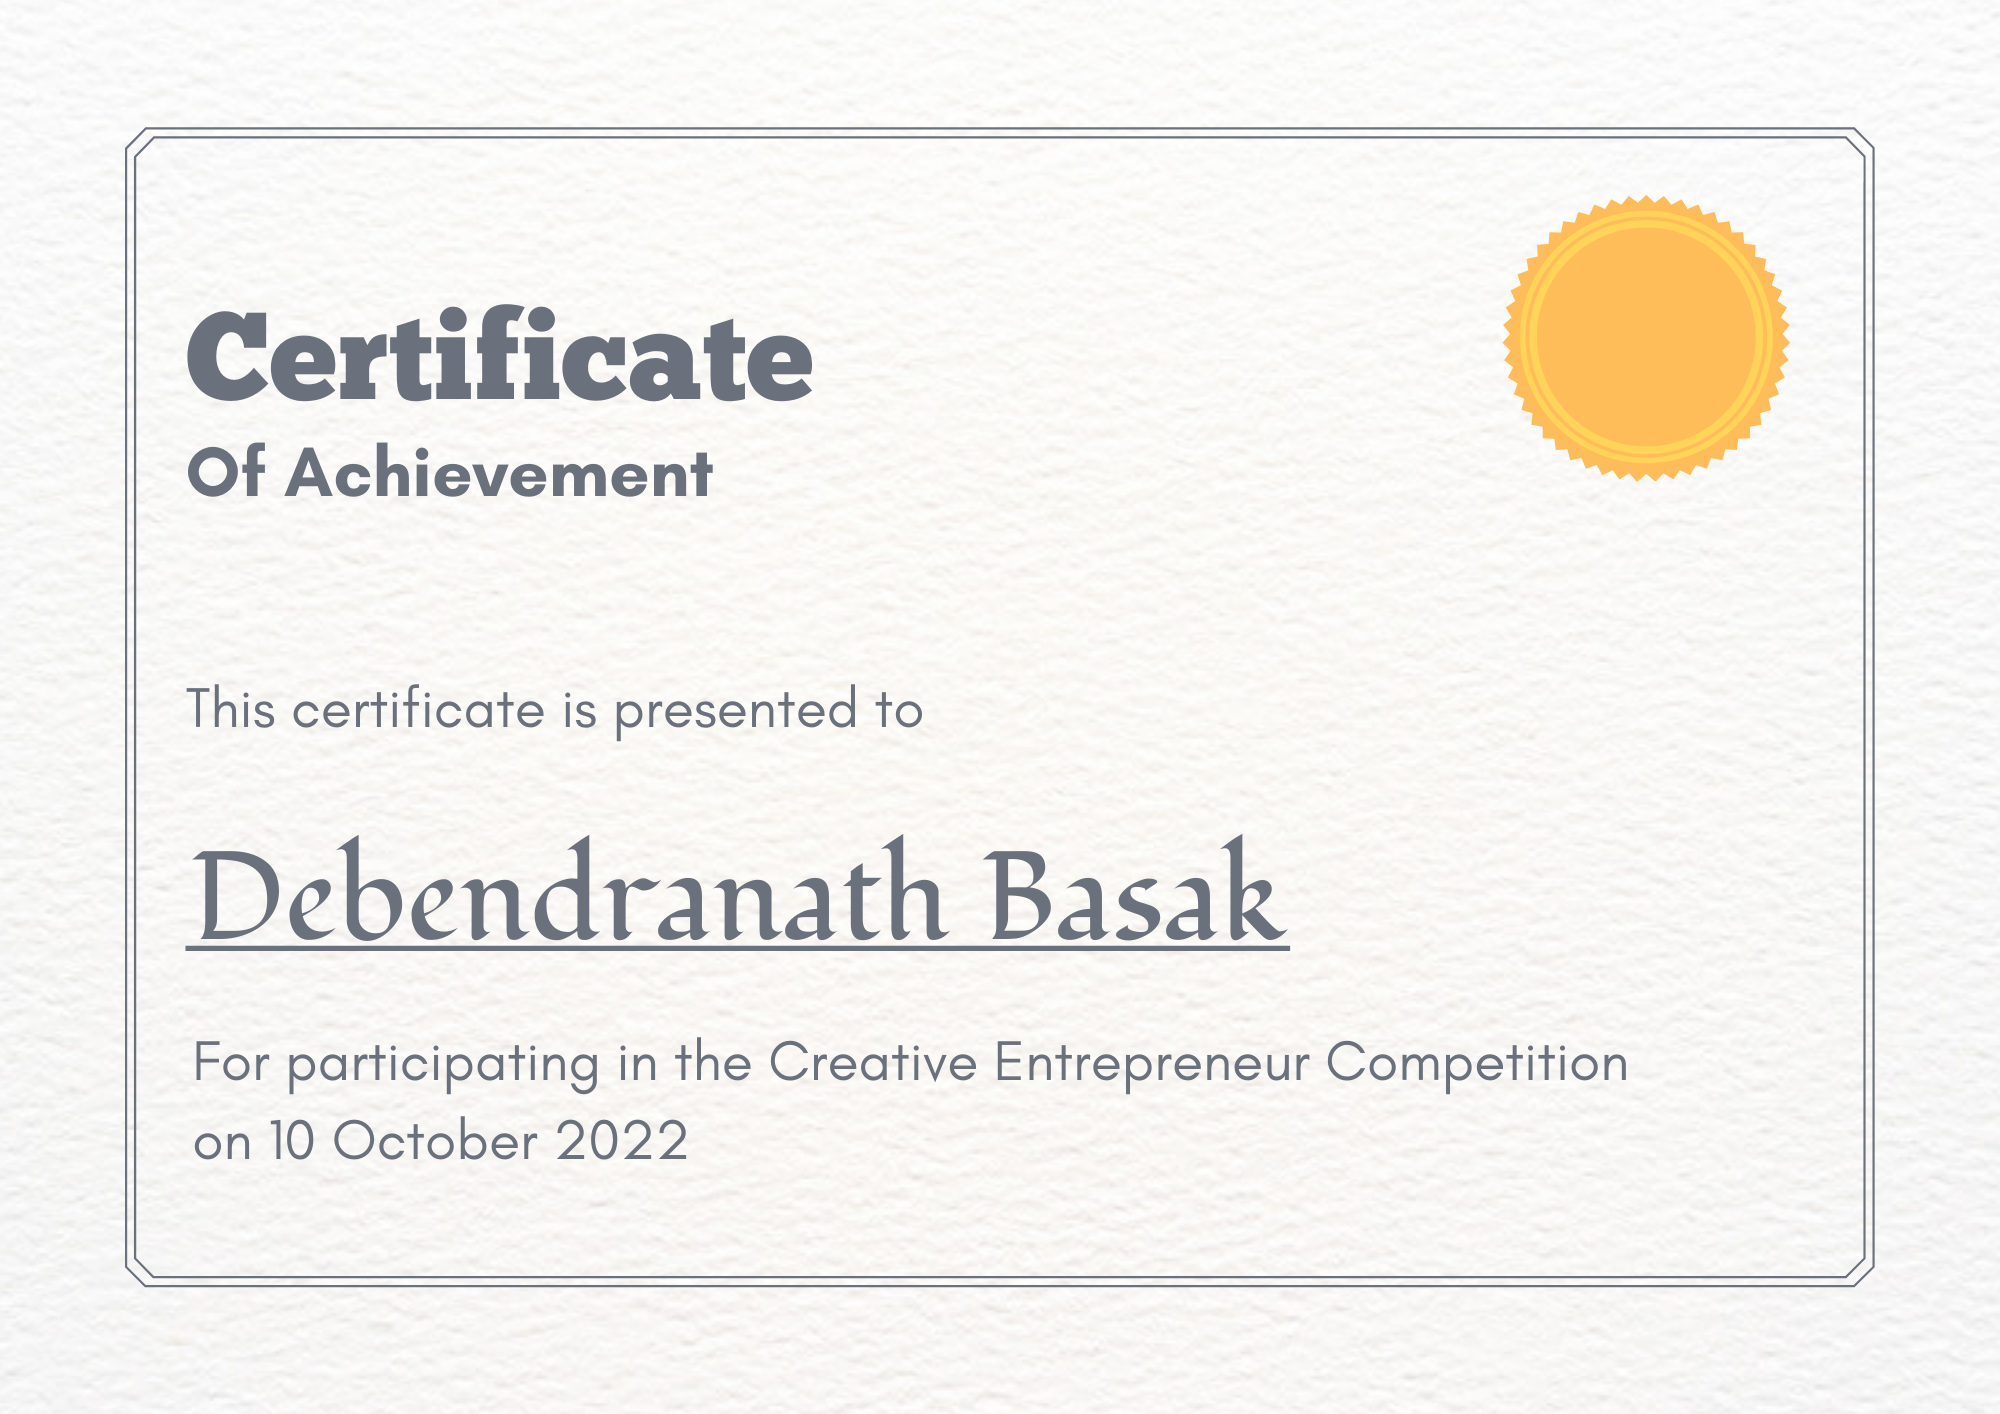 Certificate
Of Achievement
This certificate is presented to
Debendranath Basak
For participating in the Creative Entrepreneur Competition
on 10 October 2022